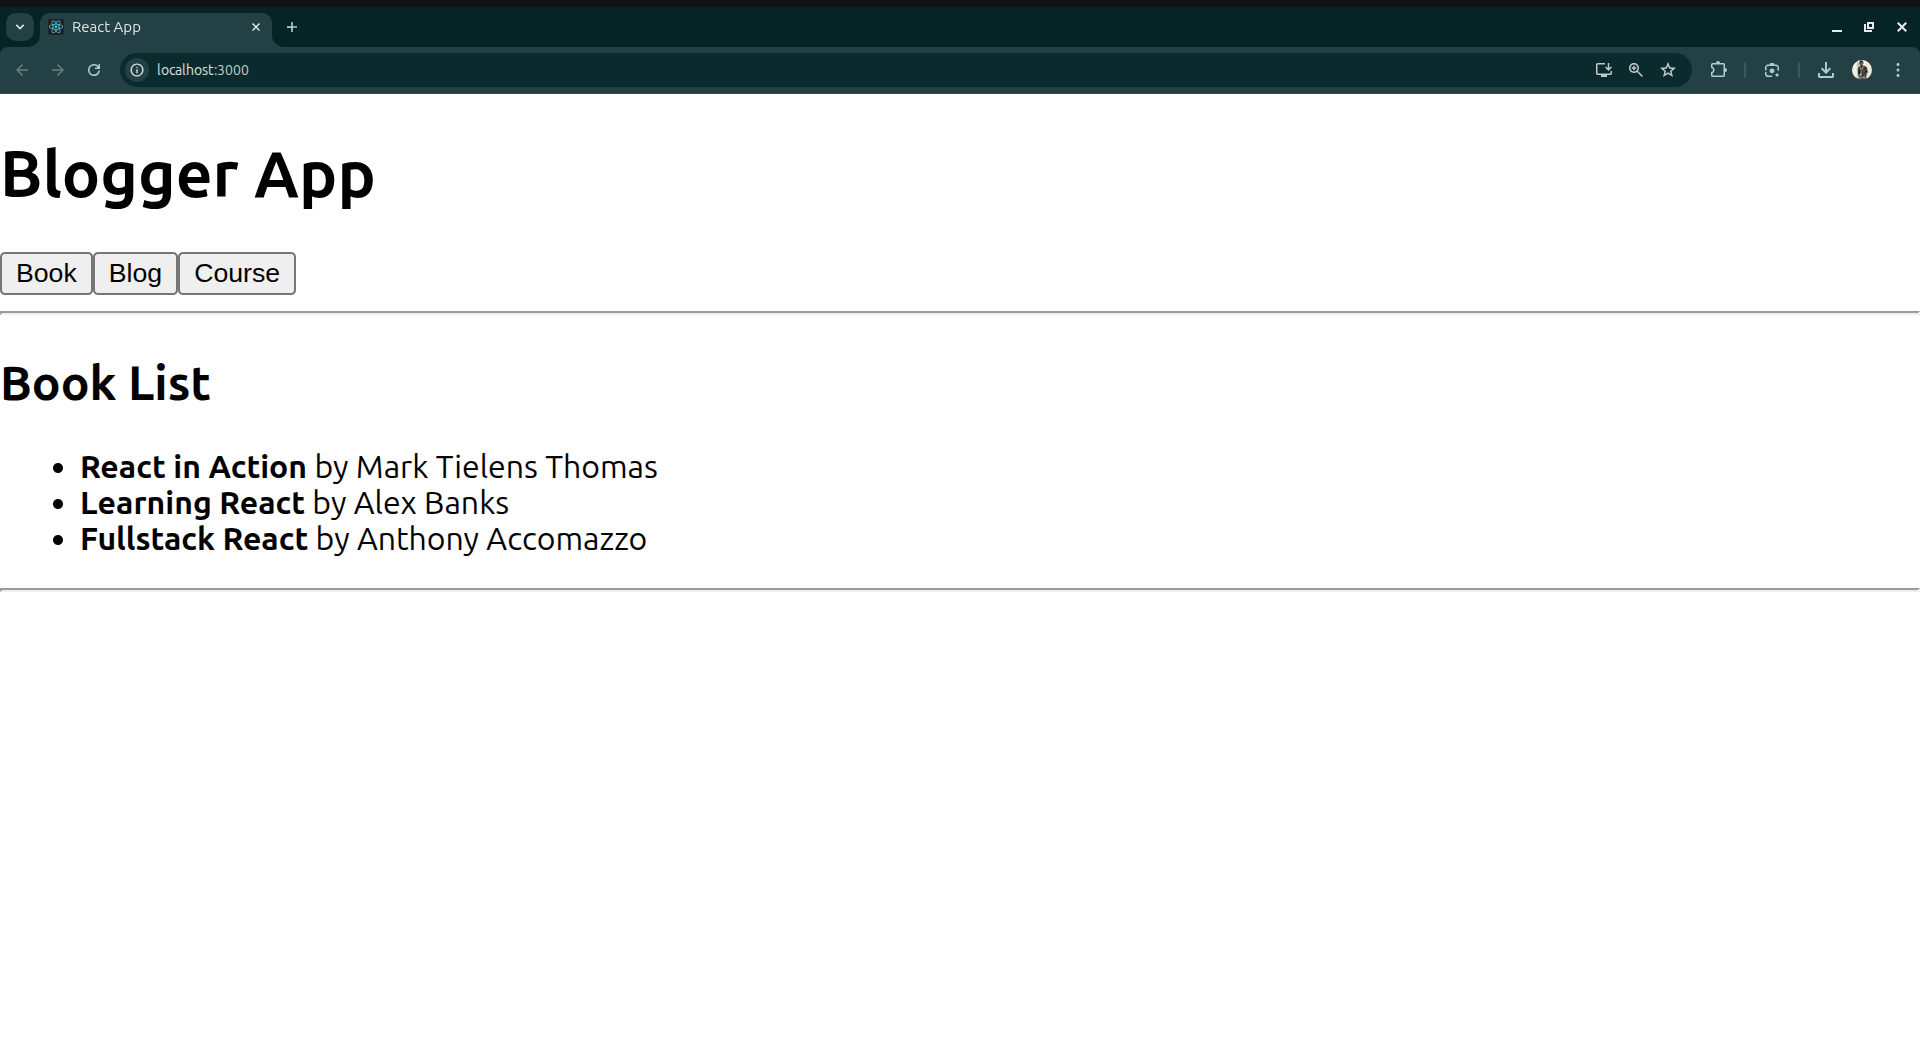 React App
localhost:3000
Blogger App
Book Blog Course
Book List
React in Action by Mark Tielens Thomas
Learning React by Alex Banks
Fullstack React by Anthony Accomazzo